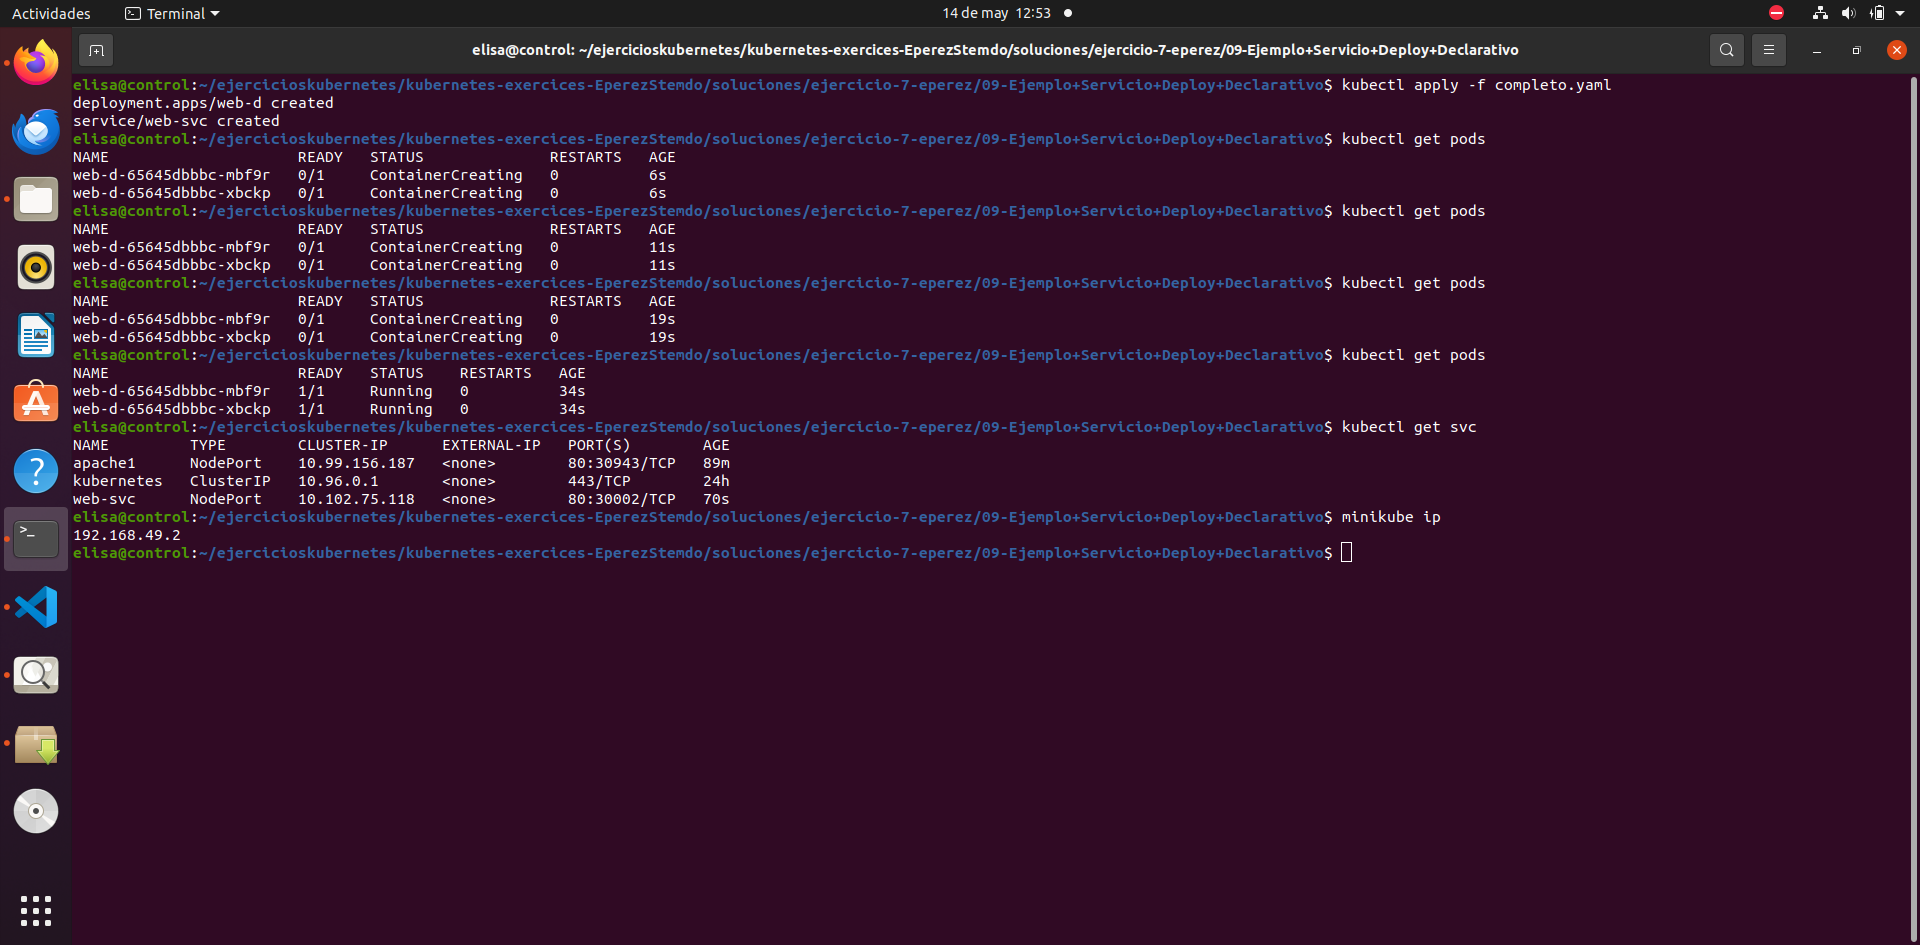 Actividades Terminal 14 de may 12:53
elisa@control: ~/ejercicioskubernetes/kubernetes-exercices-EperezStemdo/soluciones/ejercicio-7-eperez/09-Ejemplo+Servicio+Deploy+Declarativo
elisa@control:~/ejercicioskubernetes/kubernetes-exercices-EperezStemdo/soluciones/ejercicio-7-eperez/09-Ejemplo+Servicio+Deploy+Declarativo$ kubectl apply -f completo.yaml
deployment.apps/web-d created
service/web-svc created
elisa@control:~/ejercicioskubernetes/kubernetes-exercices-EperezStemdo/soluciones/ejercicio-7-eperez/09-Ejemplo+Servicio+Deploy+Declarativo$ kubectl get pods
NAME READY STATUS RESTARTS AGE
web-d-65645dbbbc-mbf9r 0/1 ContainerCreating 0 6s
web-d-65645dbbbc-xbckp 0/1 ContainerCreating 0 6s
elisa@control:~/ejercicioskubernetes/kubernetes-exercices-EperezStemdo/soluciones/ejercicio-7-eperez/09-Ejemplo+Servicio+Deploy+Declarativo$ kubectl get pods
NAME READY STATUS RESTARTS AGE
web-d-65645dbbbc-mbf9r 0/1 ContainerCreating 0 11s
web-d-65645dbbbc-xbckp 0/1 ContainerCreating 0 11s
elisa@control:~/ejercicioskubernetes/kubernetes-exercices-EperezStemdo/soluciones/ejercicio-7-eperez/09-Ejemplo+Servicio+Deploy+Declarativo$ kubectl get pods
NAME READY STATUS RESTARTS AGE
web-d-65645dbbbc-mbf9r 0/1 ContainerCreating 0 19s
web-d-65645dbbbc-xbckp 0/1 ContainerCreating 0 19s
elisa@control:~/ejercicioskubernetes/kubernetes-exercices-EperezStemdo/soluciones/ejercicio-7-eperez/09-Ejemplo+Servicio+Deploy+Declarativo$ kubectl get pods
NAME READY STATUS RESTARTS AGE
web-d-65645dbbbc-mbf9r 1/1 Running 0 34s
web-d-65645dbbbc-xbckp 1/1 Running 0 34s
elisa@control:~/ejercicioskubernetes/kubernetes-exercices-EperezStemdo/soluciones/ejercicio-7-eperez/09-Ejemplo+Servicio+Deploy+Declarativo$ kubectl get svc
NAME TYPE CLUSTER-IP EXTERNAL-IP PORT(S) AGE
apache1 NodePort 10.99.156.187 <none> 80:30943/TCP 89m
kubernetes ClusterIP 10.96.0.1 <none> 443/TCP 24h
web-svc NodePort 10.102.75.118 <none> 80:30002/TCP 70s
elisa@control:~/ejercicioskubernetes/kubernetes-exercices-EperezStemdo/soluciones/ejercicio-7-eperez/09-Ejemplo+Servicio+Deploy+Declarativo$ minikube ip
192.168.49.2
elisa@control:~/ejercicioskubernetes/kubernetes-exercices-EperezStemdo/soluciones/ejercicio-7-eperez/09-Ejemplo+Servicio+Deploy+Declarativo$